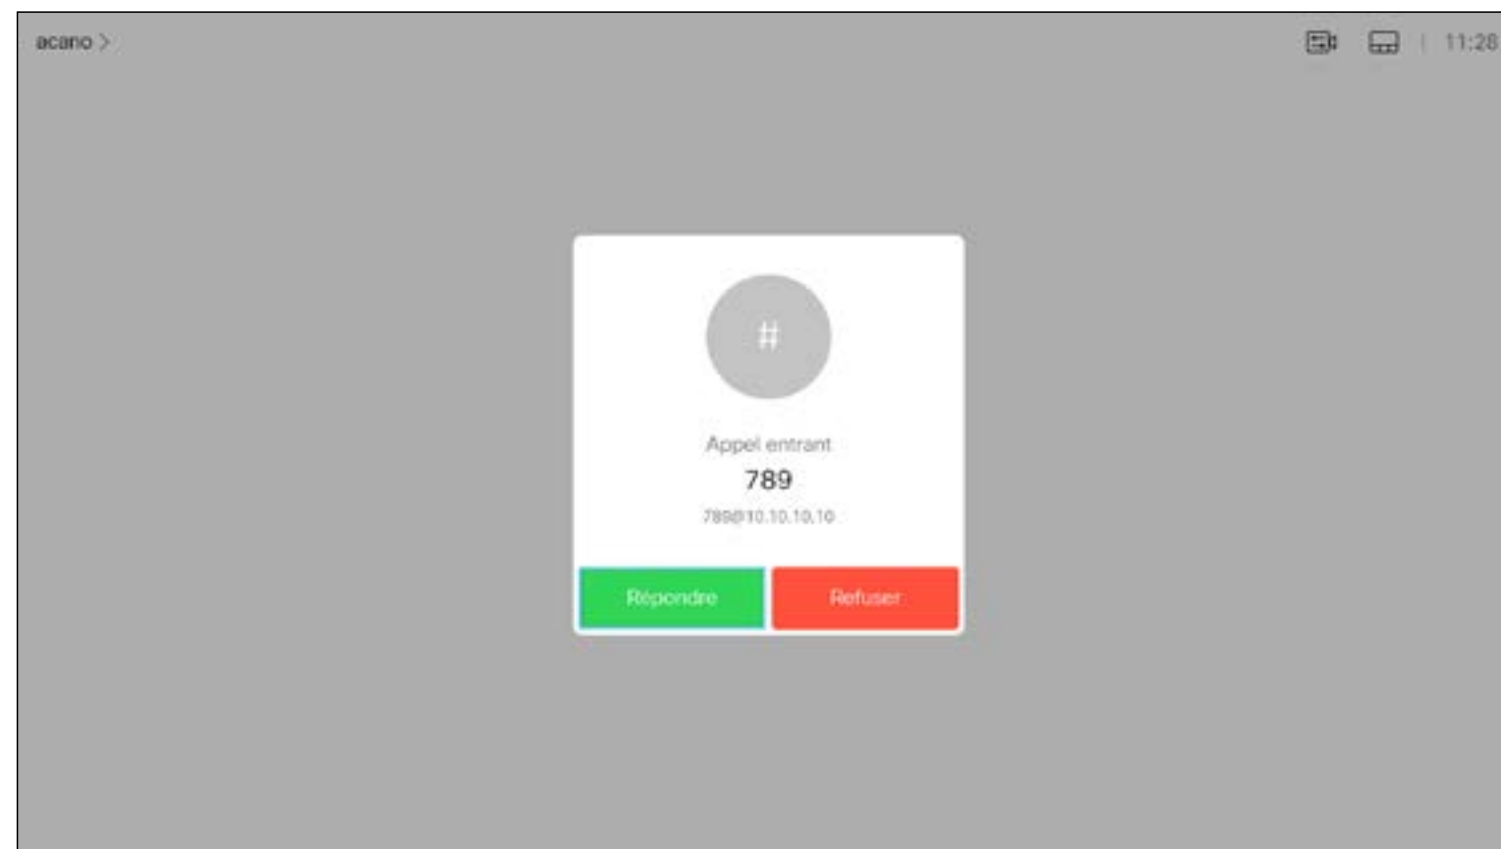 acano >
11:28
#
Appel entrant
789
789@10.10.10.10
Répondre
Refuser